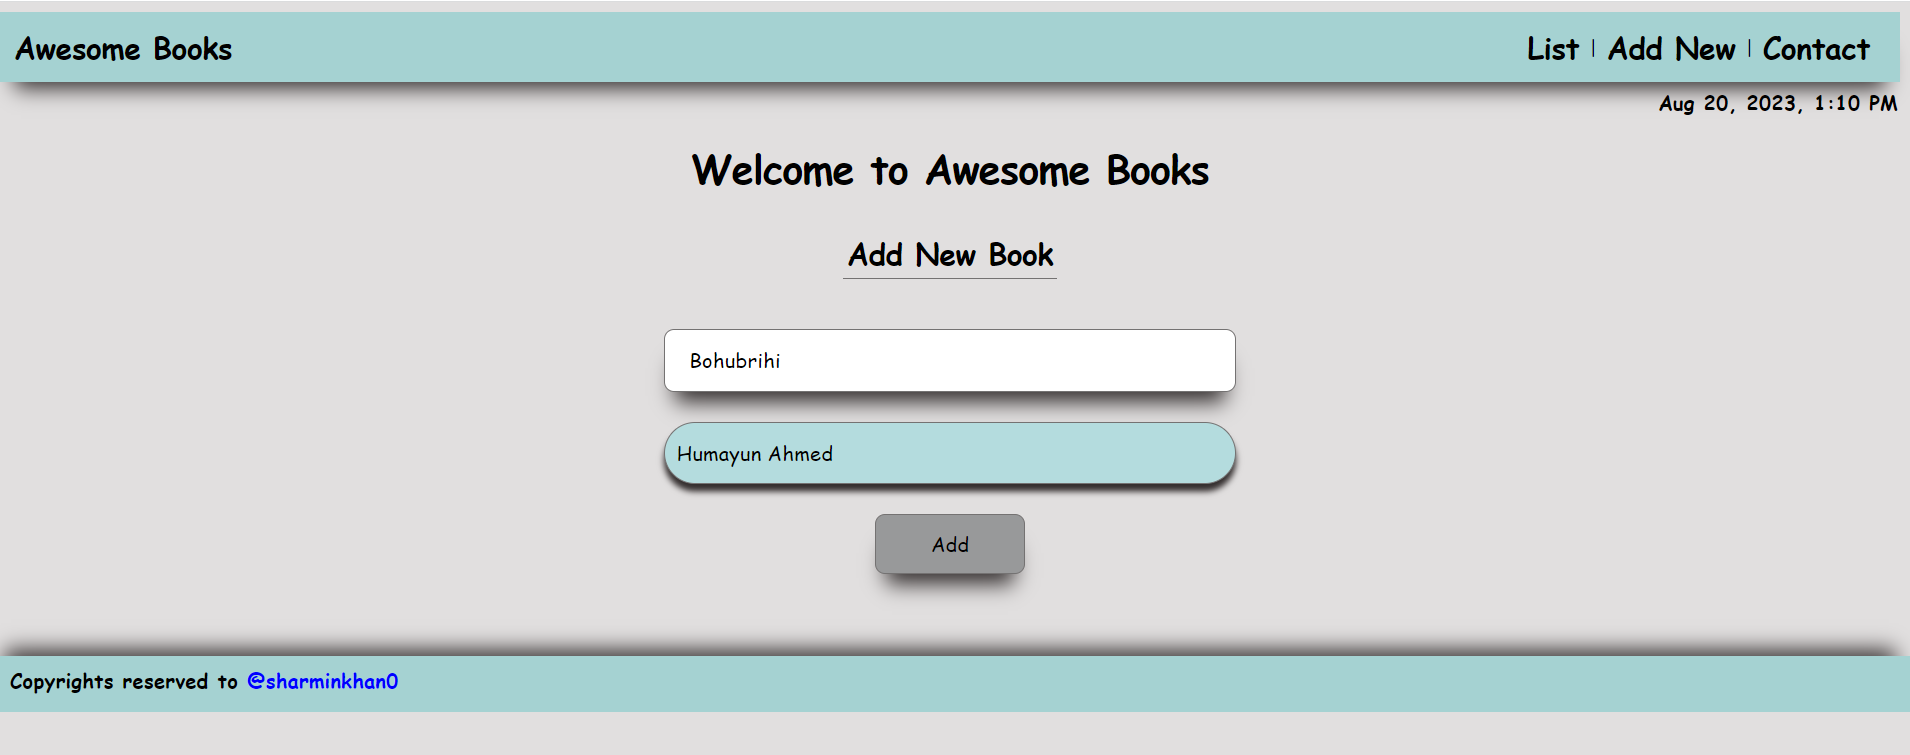 Awesome Books
List | Add New | Contact
Aug 20, 2023, 1:10 PM
Welcome to Awesome Books
Add New Book
Bohubrihi
Humayun Ahmed
Add
Copyrights reserved to @sharminkhan0